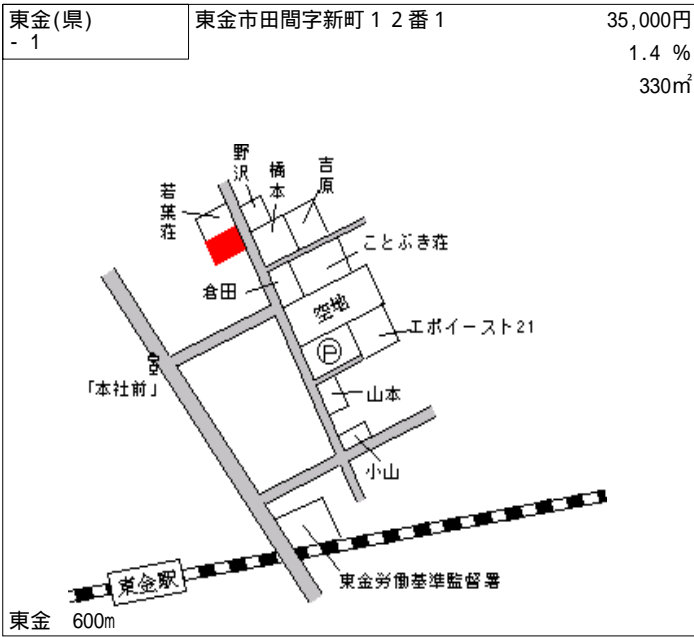 東金(県)
- 1
東金市田間字新町12番1
35,000円
1.4 %
330㎡
野沢
橋本
吉原
若葉荘
ことぶき荘
倉田
空地
エポイースト21
P
「本社前」
山本
小山
東金駅
東金労働基準監督署
東金 600m